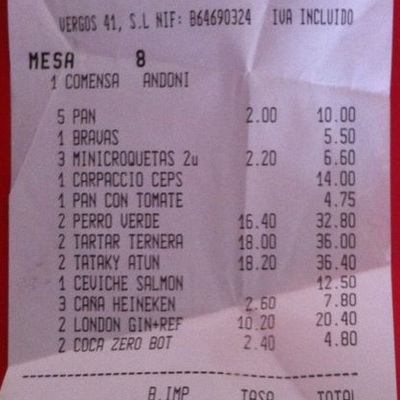 VERGOS 41, S.L NIF: B64690324 IVA INCLUIDO
MESA 8
1 COMENSA ANDONI
5 PAN 2.00 10.00
1 BRAVAS 5.50
3 MINICROQUETAS 2u 2.20 6.60
1 CARPACCIO CEPS 14.00
1 PAN CON TOMATE 4.75
2 PERRO VERDE 16.40 32.80
2 TARTAR TERNERA 18.00 36.00
2 TATAKY ATUN 18.20 36.40
1 CEVICHE SALMON 12.50
3 CAÑA HEINEKEN 2.60 7.80
2 LONDON GIN+REF 10.20 20.40
2 COCA ZERO BOT 2.40 4.80
B.IMP TASA TOTAL